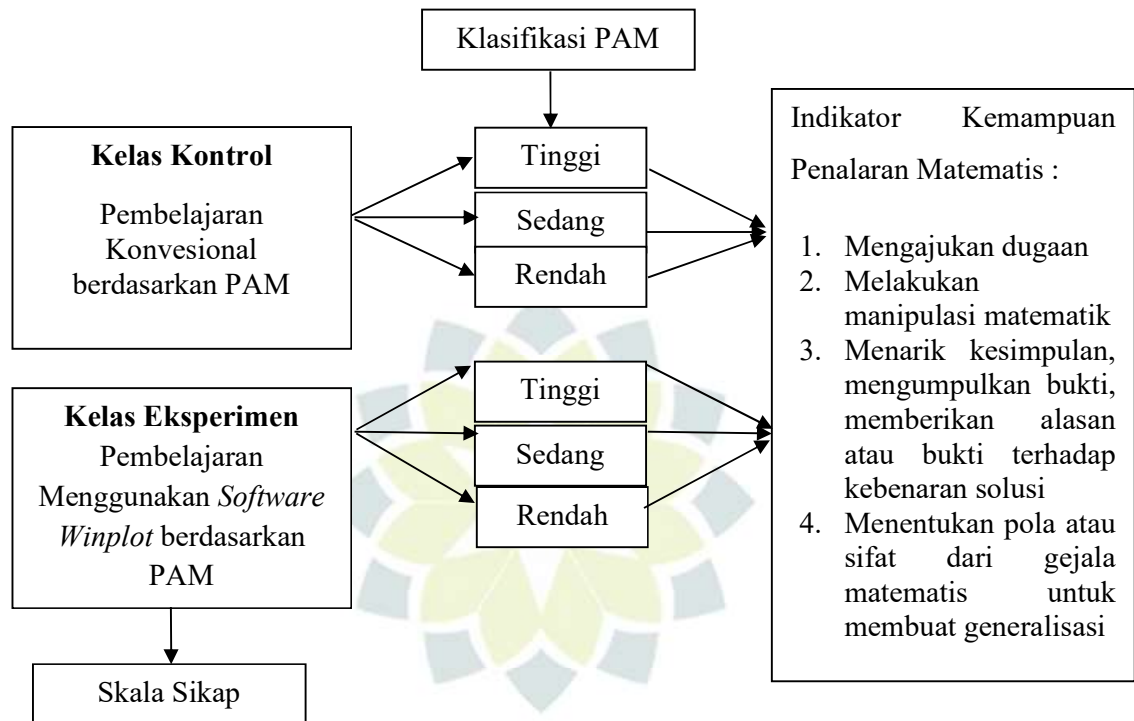 Klasifikasi PAM
Kelas Kontrol
Pembelajaran
Konvesional
berdasarkan PAM
Tinggi
Sedang
Rendah
Kelas Eksperimen
Pembelajaran
Menggunakan Software
Winplot berdasarkan
PAM
Tinggi
Sedang
Rendah
Skala Sikap
Indikator Kemampuan
Penalaran Matematis :
1. Mengajukan dugaan
2. Melakukan
manipulasi matematik
3. Menarik kesimpulan,
mengumpulkan bukti,
memberikan alasan
atau bukti terhadap
kebenaran solusi
4. Menentukan pola atau
sifat dari gejala
matematis untuk
membuat generalisasi